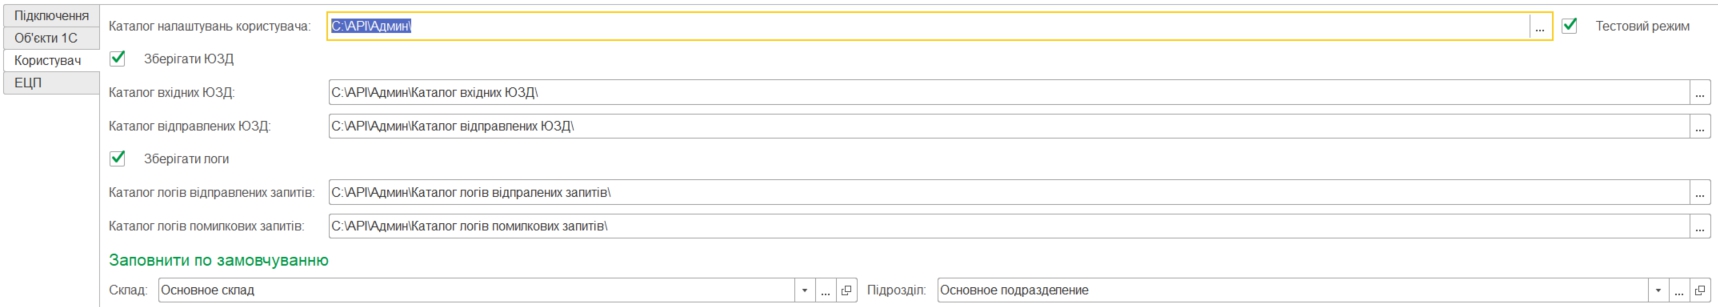 Підключення
Об'єкти 1С
Користувач
ЕЦП
Каталог налаштувань користувача: C:\API\Админ\ ... Тестовий режим
Зберігати ЮЗД
Каталог вхідних ЮЗД: C:\API\Админ\Каталог вхідних ЮЗД\ ...
Каталог відправлених ЮЗД: C:\API\Админ\Каталог відправлених ЮЗД\ ...
Зберігати логи
Каталог логів відправлених запитів: C:\API\Админ\Каталог логів відпралених запитів\ ...
Каталог логів помилкових запитів: C:\API\Админ\Каталог логів помилкових запитів\ ...
Заповнити по замовчуванню
Склад: Основное склад ... Підрозділ: Основное подразделение ...